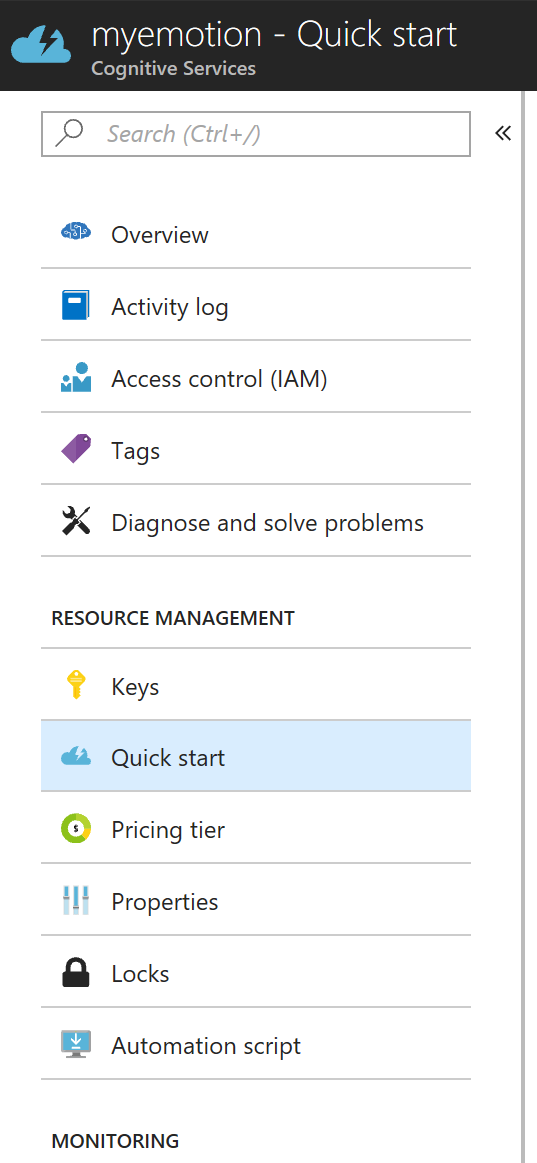 myemotion - Quick start
Cognitive Services
Search (Ctrl+/)
Overview
Activity log
Access control (IAM)
Tags
Diagnose and solve problems
RESOURCE MANAGEMENT
Keys
Quick start
Pricing tier
Properties
Locks
Automation script
MONITORING